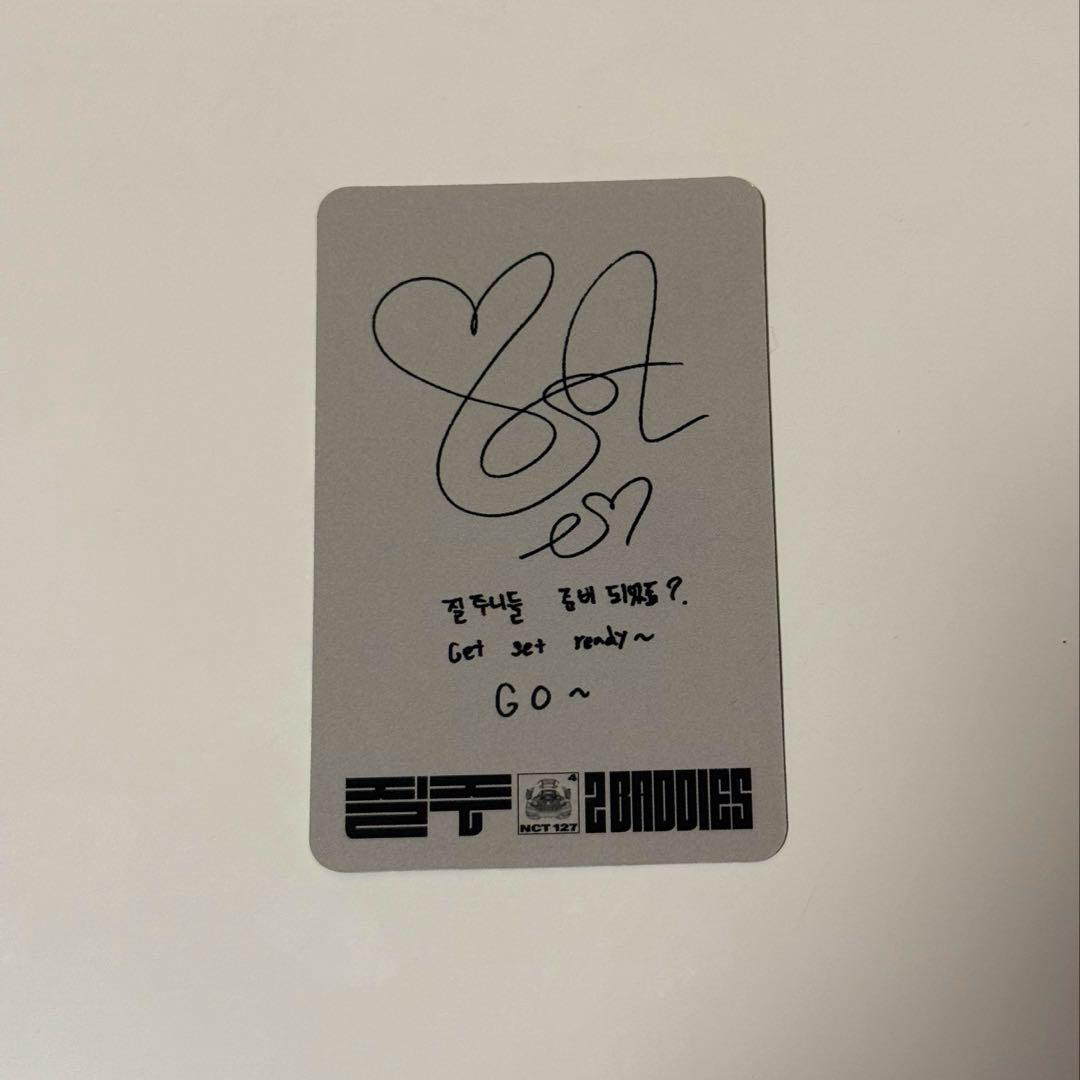 질주니들 준비 되었죠?.
Get set ready~
GO~
질주 4 NCT 127 2 BADDIES